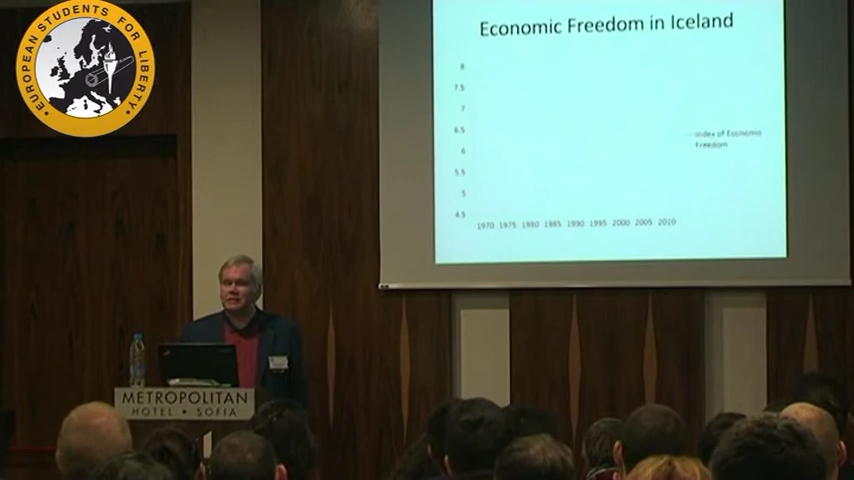 EUROPEAN STUDENTS FOR LIBERTY
Economic Freedom in Iceland
8
7.5
7
6.5
6
5.5
5
4.5
Index of Economic
Freedom
1970 1975 1980 1985 1990 1995 2000 2005 2010
METROPOLITAN
HOTEL • SOFIA